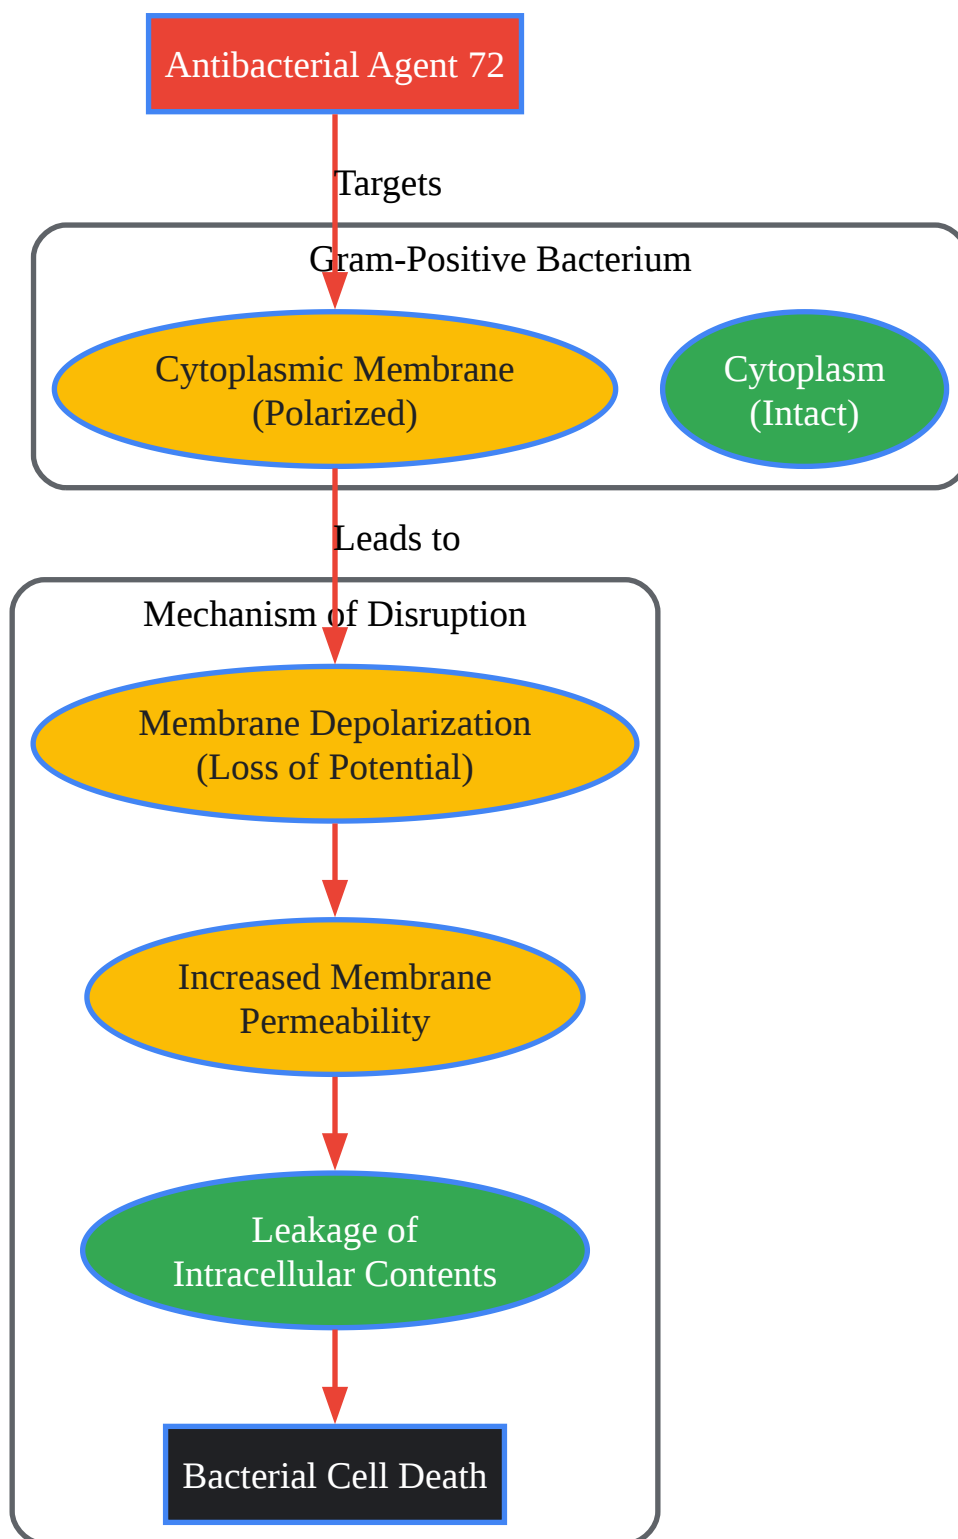 Antibacterial Agent 72
Targets
Gram-Positive Bacterium
Cytoplasmic Membrane
(Polarized)
Cytoplasm
(Intact)
Leads to
Mechanism of Disruption
Membrane Depolarization
(Loss of Potential)
Increased Membrane
Permeability
Leakage of
Intracellular Contents
Bacterial Cell Death